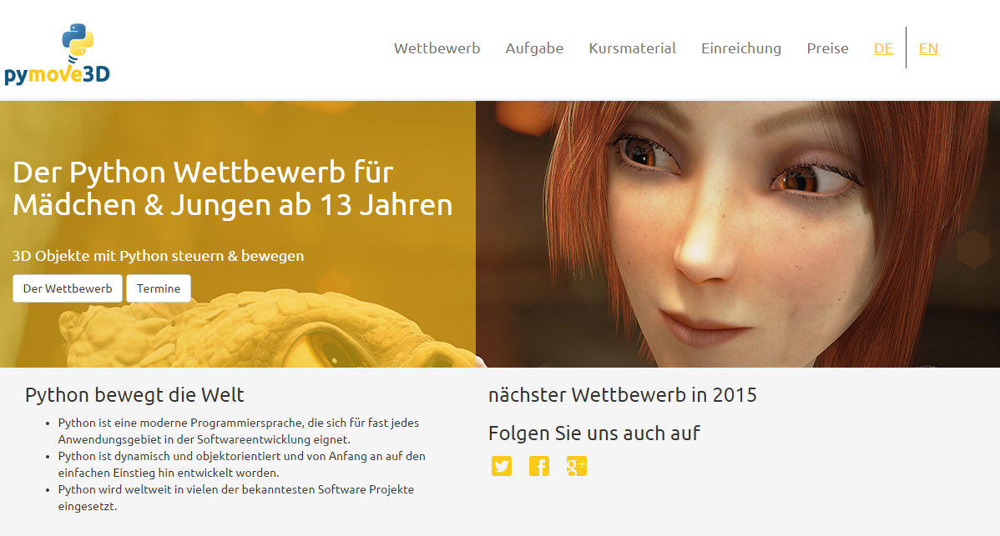 pymove3D
Wettbewerb Aufgabe Kursmaterial Einreichung Preise DE EN
Der Python Wettbewerb für
Mädchen & Jungen ab 13 Jahren
3D Objekte mit Python steuern & bewegen
Der Wettbewerb Termine
Python bewegt die Welt
• Python ist eine moderne Programmiersprache, die sich für fast jedes
Anwendungsgebiet in der Softwareentwicklung eignet.
• Python ist dynamisch und objektorientiert und von Anfang an auf den
einfachen Einstieg hin entwickelt worden.
• Python wird weltweit in vielen der bekanntesten Software Projekte
eingesetzt.
nächster Wettbewerb in 2015
Folgen Sie uns auch auf
f g+